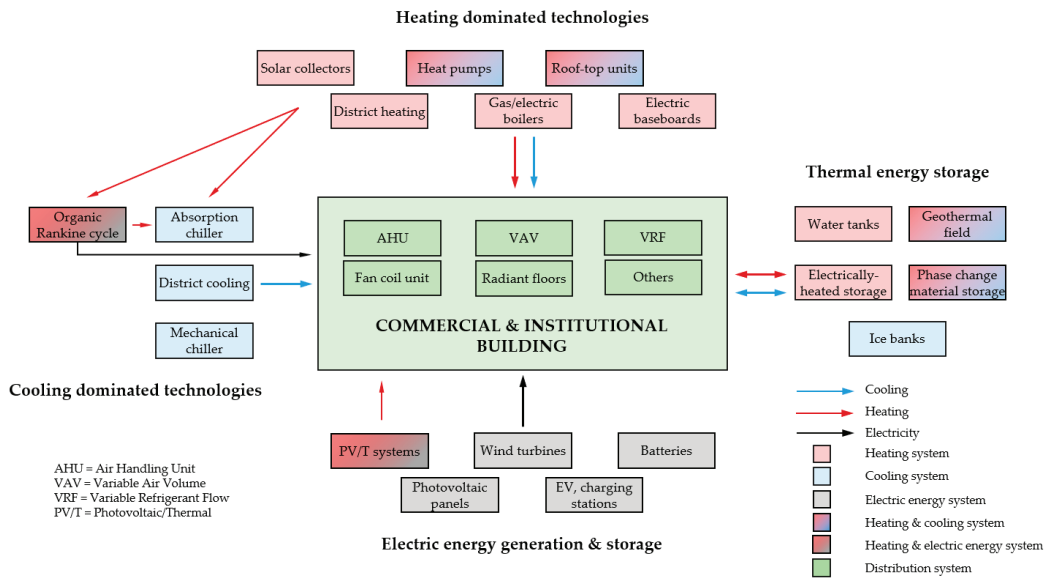 Heating dominated technologies
Solar collectors
Heat pumps
Roof-top units
District heating
Gas/electric
boilers
Electric
baseboards
Thermal energy storage
Organic
Rankine cycle
Absorption
chiller
AHU
VAV
VRF
Water tanks
Geothermal
field
District cooling
Fan coil unit
Radiant floors
Others
Electrically-
heated storage
Phase change
material storage
Mechanical
chiller
COMMERCIAL & INSTITUTIONAL
BUILDING
Ice banks
Cooling dominated technologies
Cooling
Heating
Electricity
Heating system
Cooling system
Electric energy system
Heating & cooling system
Heating & electric energy system
Distribution system
PV/T systems
Wind turbines
Batteries
Photovoltaic
panels
EV, charging
stations
AHU = Air Handling Unit
VAV = Variable Air Volume
VRF = Variable Refrigerant Flow
PV/T = Photovoltaic/Thermal
Electric energy generation & storage